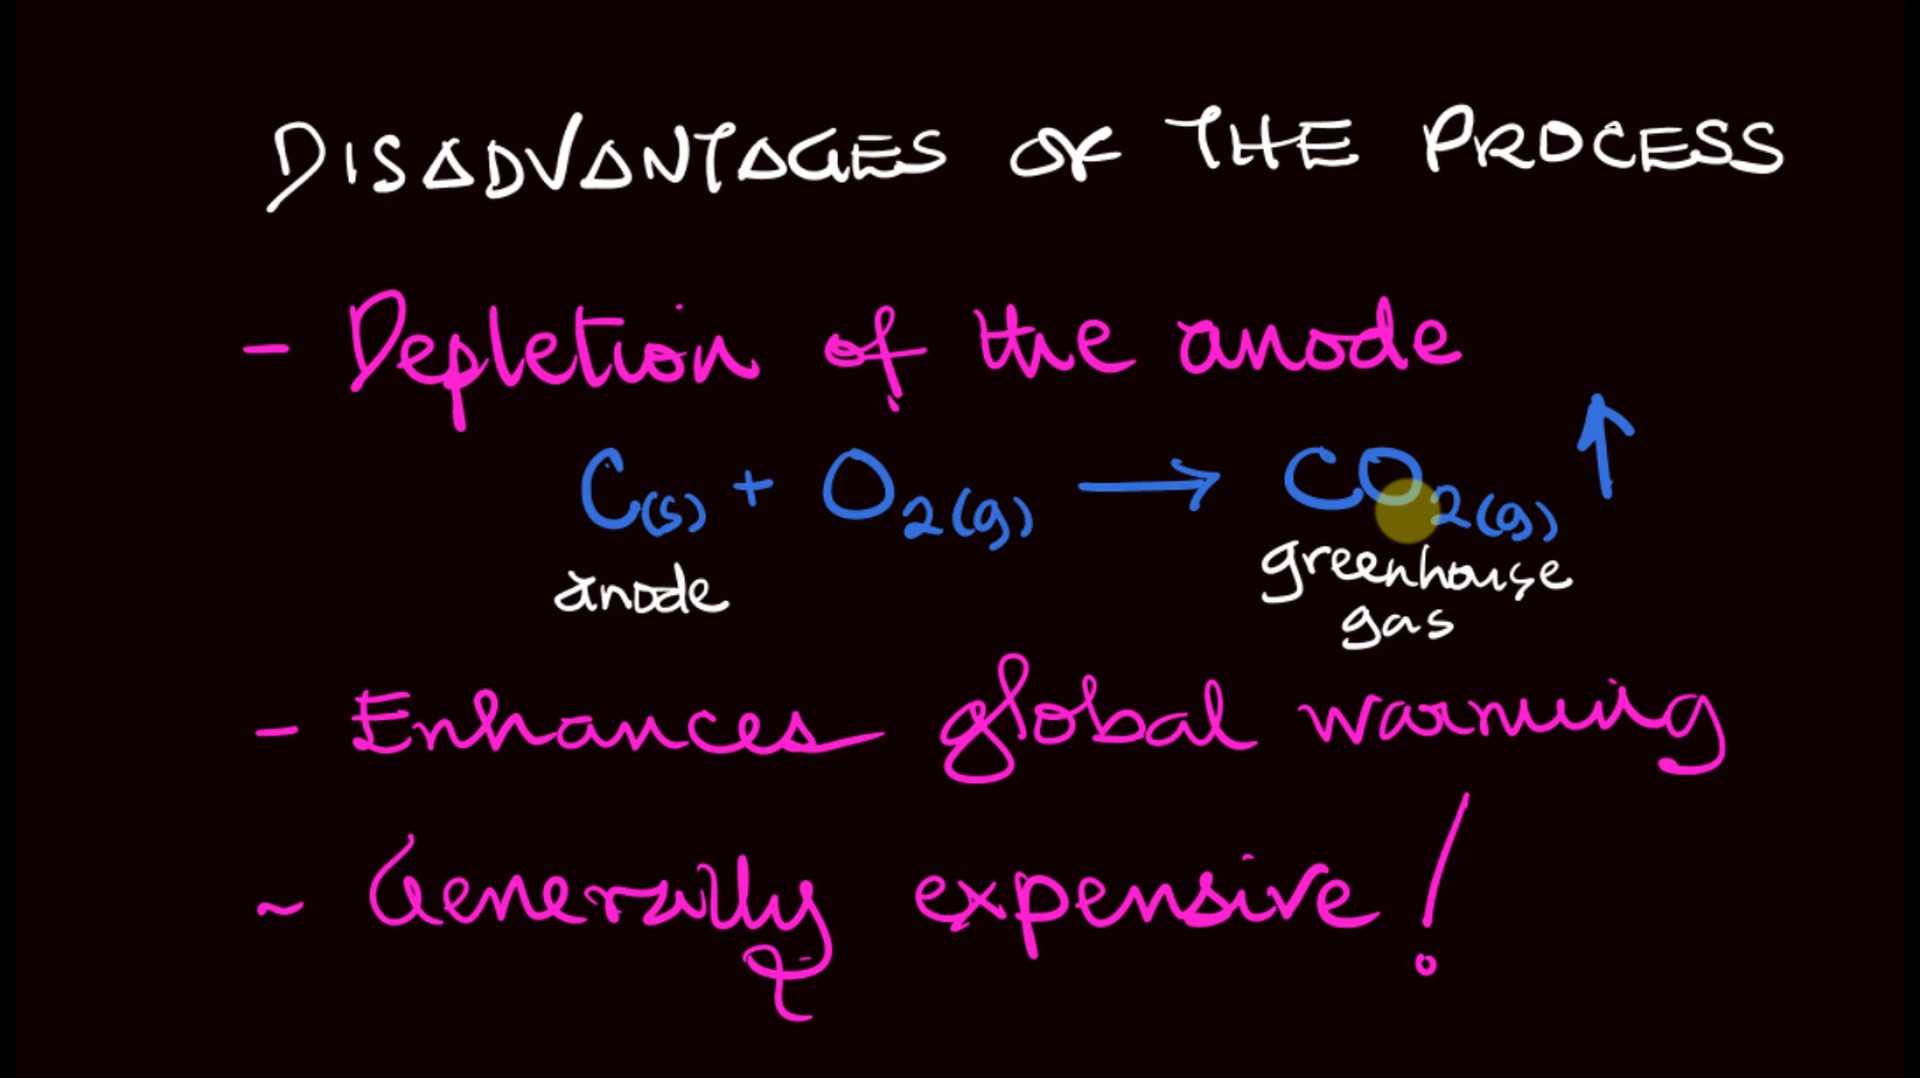 DISADVANTAGES OF THE PROCESS
- Depletion of the anode
C(s) + O2(g) → CO2(g) ↑
anode greenhouse
gas
- Enhances global warming
~ Generally expensive!